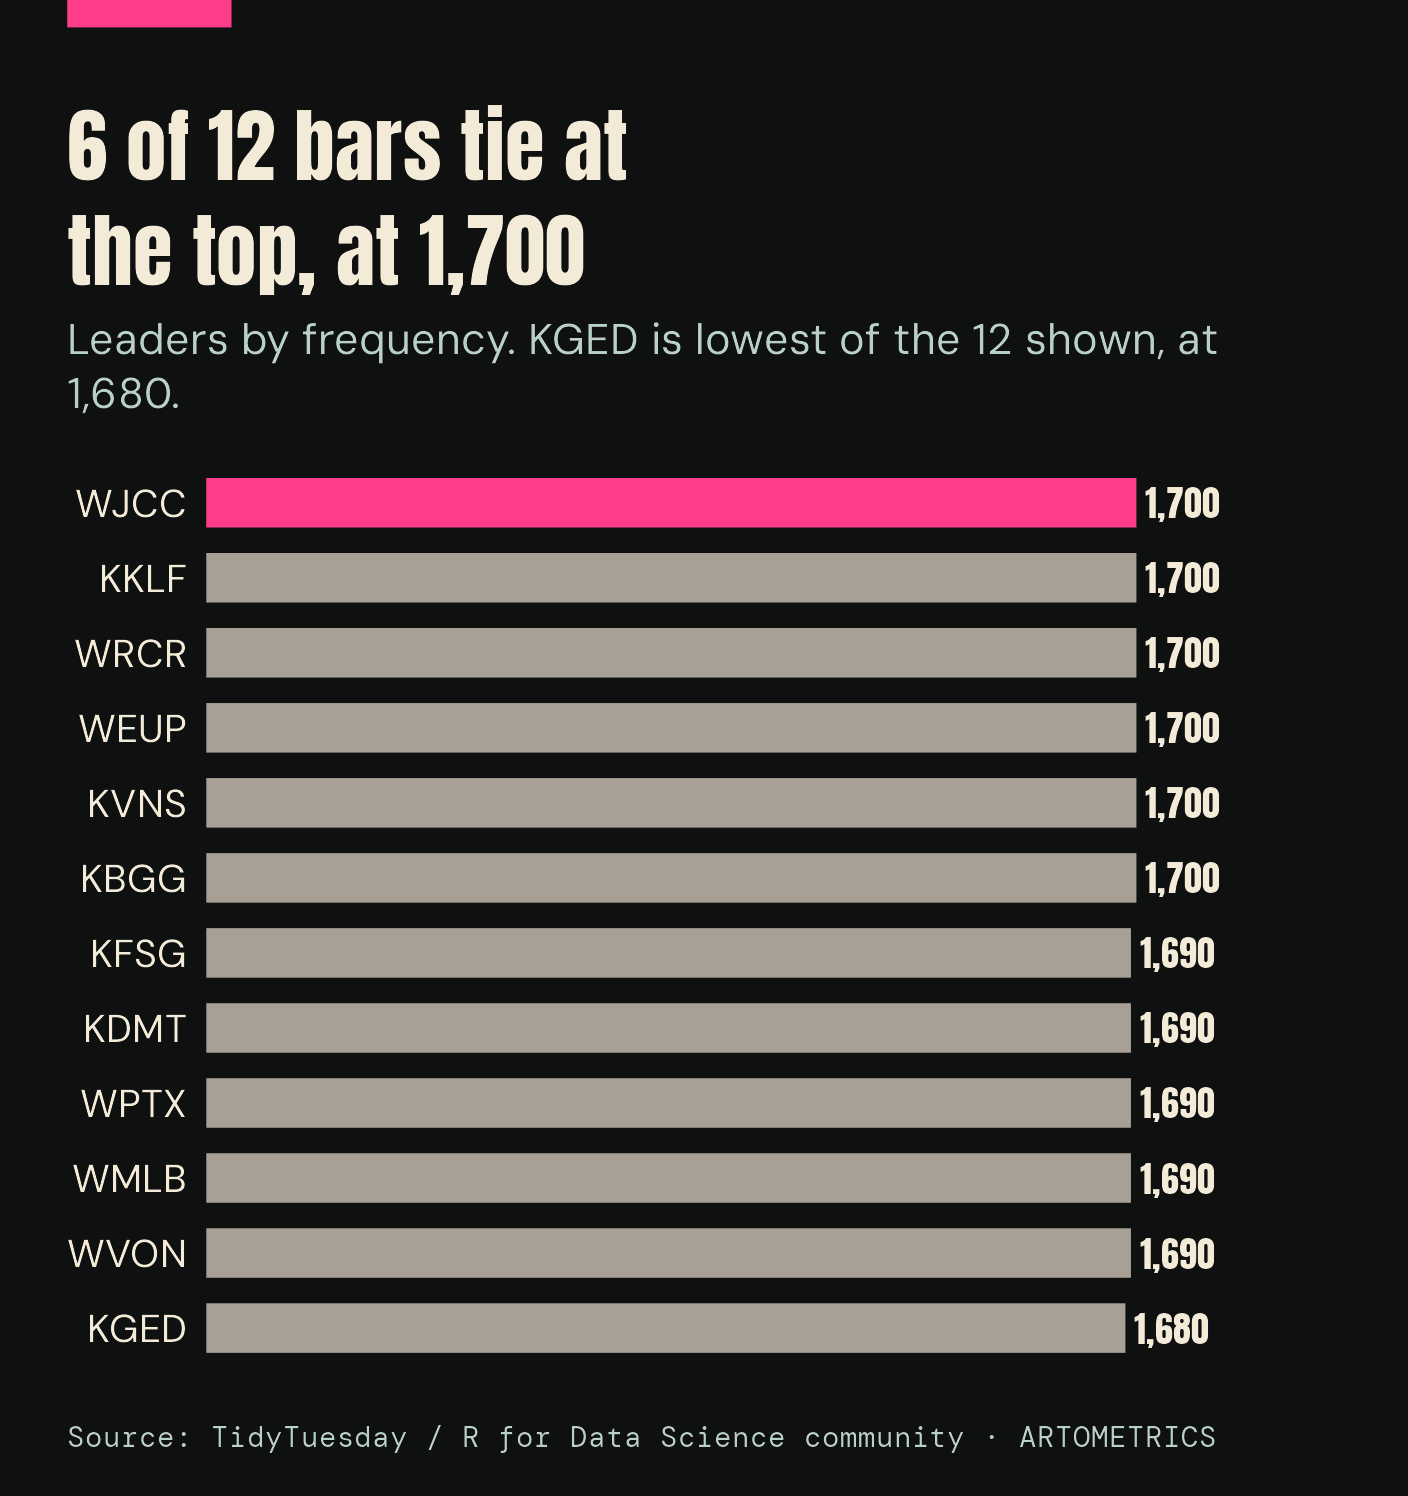 6 of 12 bars tie at
the top, at 1,700
Leaders by frequency. KGED is lowest of the 12 shown, at
1,680.
WJCC 1,700
KKLF 1,700
WRCR 1,700
WEUP 1,700
KVNS 1,700
KBGG 1,700
KFSG 1,690
KDMT 1,690
WPTX 1,690
WMLB 1,690
WVON 1,690
KGED 1,680
Source: TidyTuesday / R for Data Science community · ARTOMETRICS